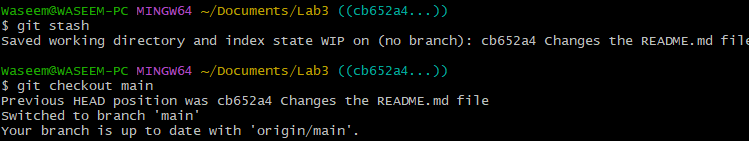 Waseem@WASEEM-PC MINGW64 ~/Documents/Lab3 ((cb652a4...))
$ git stash
Saved working directory and index state WIP on (no branch): cb652a4 Changes the README.md file
Waseem@WASEEM-PC MINGW64 ~/Documents/Lab3 ((cb652a4...))
$ git checkout main
Previous HEAD position was cb652a4 Changes the README.md file
Switched to branch 'main'
Your branch is up to date with 'origin/main'.